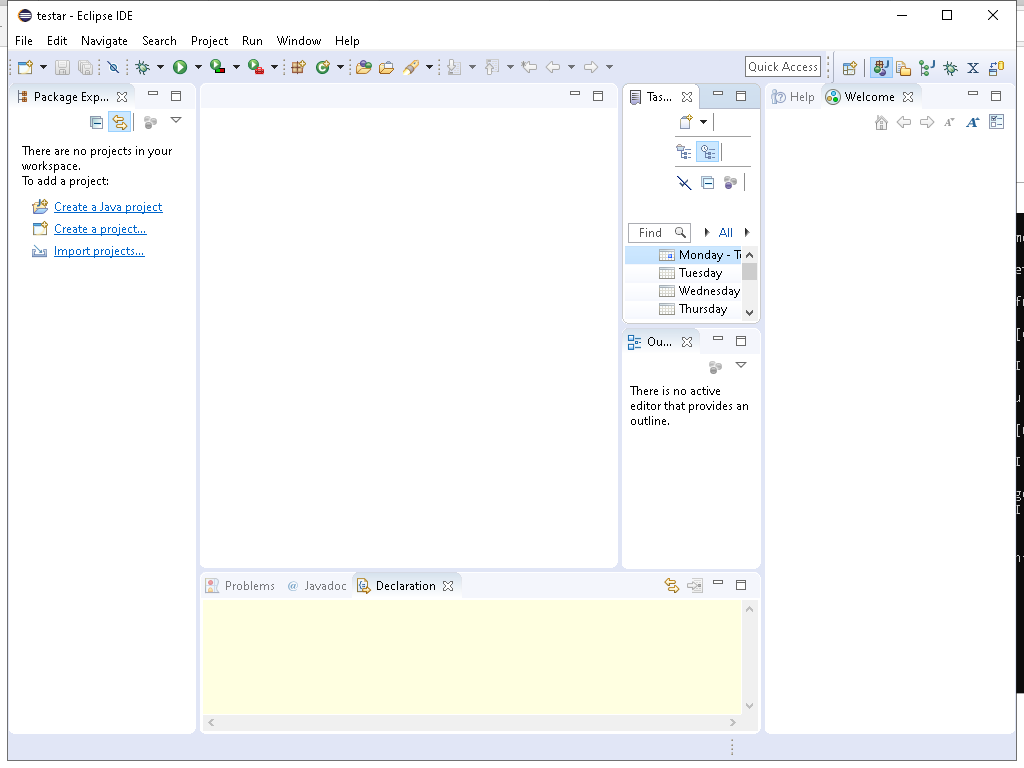 testar - Eclipse IDE
File Edit Navigate Search Project Run Window Help
Quick Access
Package Exp...
Tas...
Help
Welcome
There are no projects in your
workspace.
To add a project:
Create a Java project
Create a project...
Import projects...
Find
All
Monday - T
Tuesday
Wednesday
Thursday
Ou...
There is no active
editor that provides an
outline.
Problems
@ Javadoc
Declaration